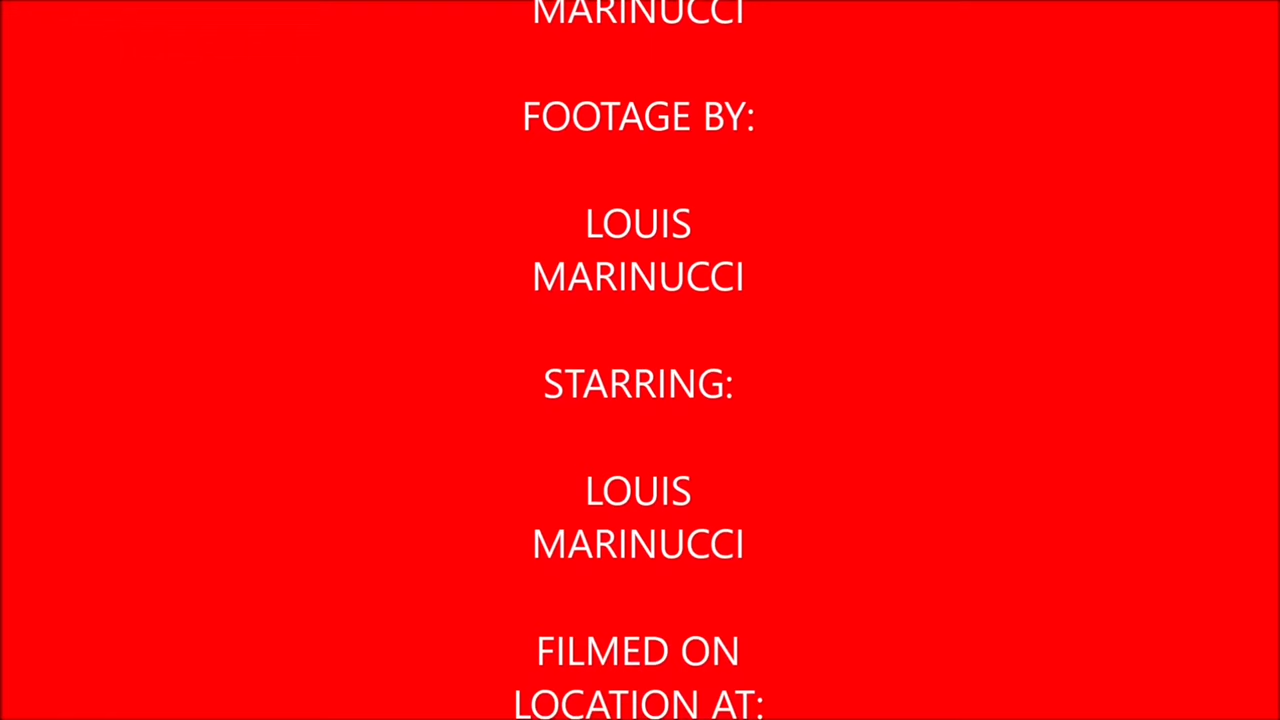 MARINUCCI
FOOTAGE BY:
LOUIS
MARINUCCI
STARRING:
LOUIS
MARINUCCI
FILMED ON
LOCATION AT: